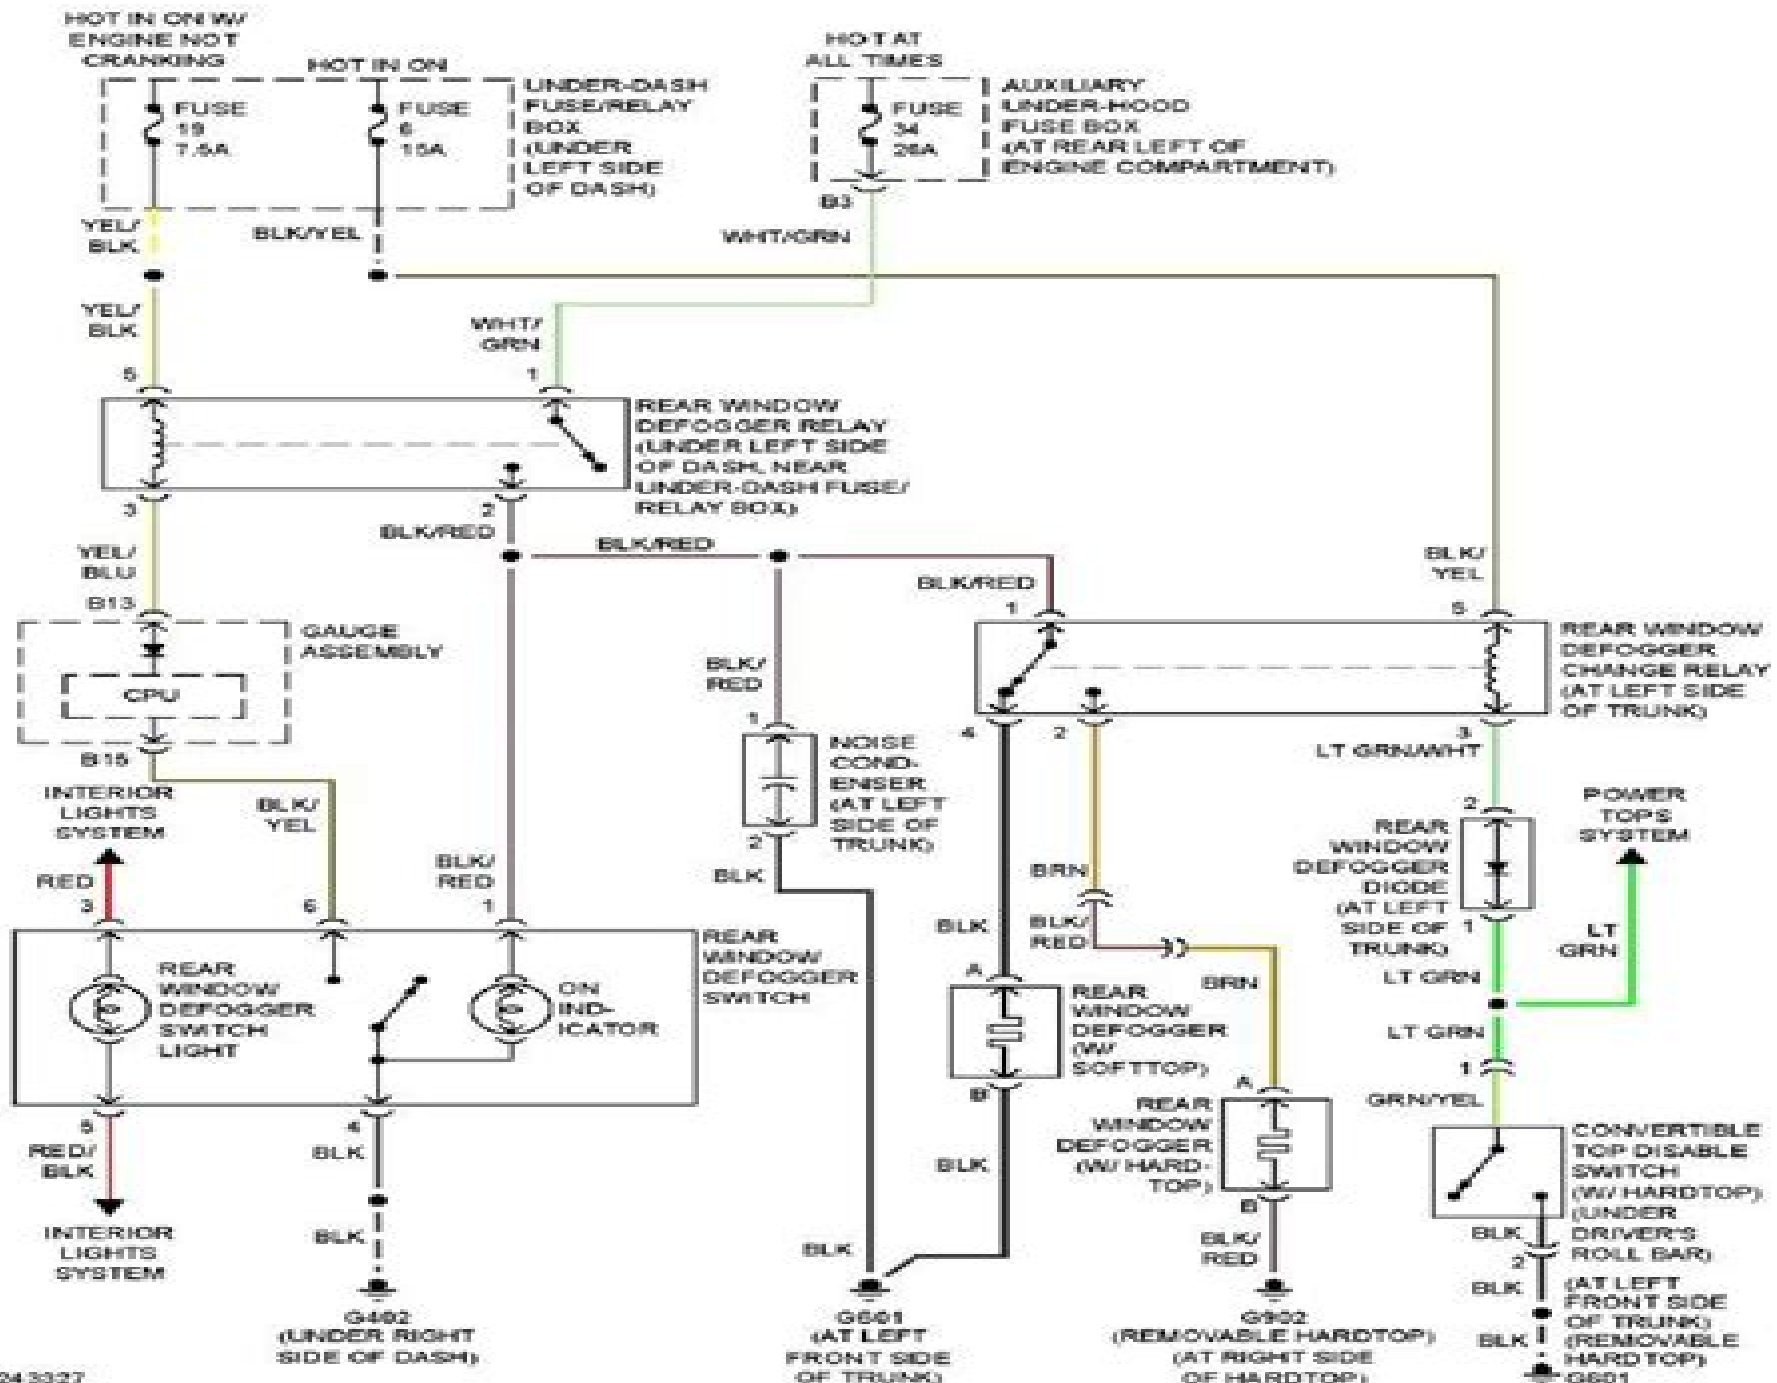 HOT IN ON W/
ENGINE NOT
CRANKING
HOT IN ON
FUSE
19
7.5A
FUSE
6
15A
UNDER-DASH
FUSE/RELAY
BOX
(UNDER
LEFT SIDE
OF DASH)
HOT AT
ALL TIMES
FUSE
34
20A
AUXILIARY
UNDER-HOOD
FUSE BOX
(AT REAR LEFT OF
ENGINE COMPARTMENT)
B3
YEL/
BLK
BLK/YEL
WHT/GRN
YEL/
BLK
5
WHT/
GRN
1
REAR WINDOW
DEFOGGER RELAY
(UNDER LEFT SIDE
OF DASH, NEAR
UNDER-DASH FUSE/
RELAY BOX)
3
2
BLK/RED
BLK/RED
YEL/
BLU
B13
GAUGE
ASSEMBLY
CPU
B15
BLK/RED
1
BLK/
YEL
5
REAR WINDOW
DEFOGGER
CHANGE RELAY
(AT LEFT SIDE
OF TRUNK)
4
2
3
BLK/
RED
1
NOISE
COND-
ENSER
(AT LEFT
SIDE OF
TRUNK)
2
BLK
LT GRN/WHT
2
REAR
WINDOW
DEFOGGER
DIODE
(AT LEFT
SIDE OF
TRUNK)
1
POWER
TOPS
SYSTEM
LT
GRN
LT GRN
LT GRN
1
GRN/YEL
INTERIOR
LIGHTS
SYSTEM
RED
3
BLK/
YEL
6
BLK/
RED
1
REAR
WINDOW
DEFOGGER
SWITCH
LIGHT
ON
IND-
ICATOR
REAR
WINDOW
DEFOGGER
SWITCH
5
RED/
BLK
INTERIOR
LIGHTS
SYSTEM
4
BLK
BLK
G402
(UNDER RIGHT
SIDE OF DASH)
BRN
BLK/
RED
BRN
BLK
A
REAR
WINDOW
DEFOGGER
(W/
SOFTTOP)
B
BLK
BLK
G501
(AT LEFT
FRONT SIDE
OF TRUNK)
A
REAR
WINDOW
DEFOGGER
(W/ HARD-
TOP)
B
BLK/
RED
G902
(REMOVABLE HARDTOP)
(AT RIGHT SIDE
OF HARDTOP)
CONVERTIBLE
TOP DISABLE
SWITCH
(W/ HARDTOP)
(UNDER
DRIVER'S
ROLL BAR)
BLK
2
BLK
BLK
(AT LEFT
FRONT SIDE
OF TRUNK)
(REMOVABLE
HARDTOP)
G601
243327